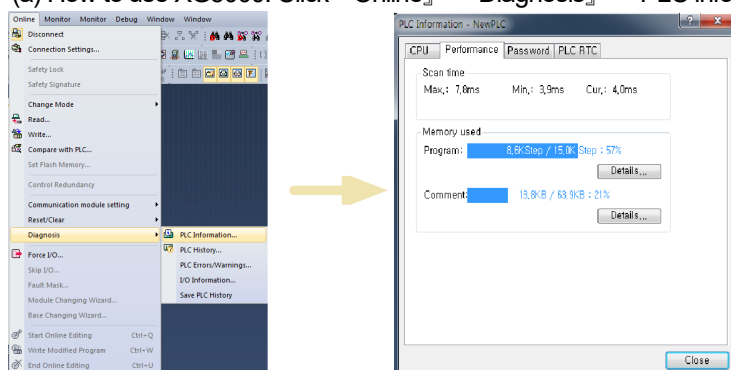 (a) How to use XG5000: Click 『Online』 - 『Diagnosis』 - 『PLC Info
Online Monitor Monitor Debug Window Window
Disconnect
Connection Settings...
Safety Lock
Safety Signature
Change Mode
Read...
Write...
Compare with PLC...
Set Flash Memory...
Control Redundancy
Communication module setting
Reset/Clear
Diagnosis
PLC Information...
PLC History...
PLC Errors/Warnings...
I/O Information...
Save PLC History
Force I/O...
Skip I/O...
Fault Mask...
Module Changing Wizard...
Base Changing Wizard...
Start Online Editing Ctrl+Q
Write Modified Program Ctrl+W
End Online Editing Ctrl+U
PLC Information - NewPLC
CPU Performance Password PLC RTC
Scan time
Max,: 7,8ms Min,: 3,9ms Cur,: 4,0ms
Memory used
Program: 8,6KStep / 15,0KStep : 57%
Details,,,
Comment: 13,8KB / 63,9KB : 21%
Details,,,
Close